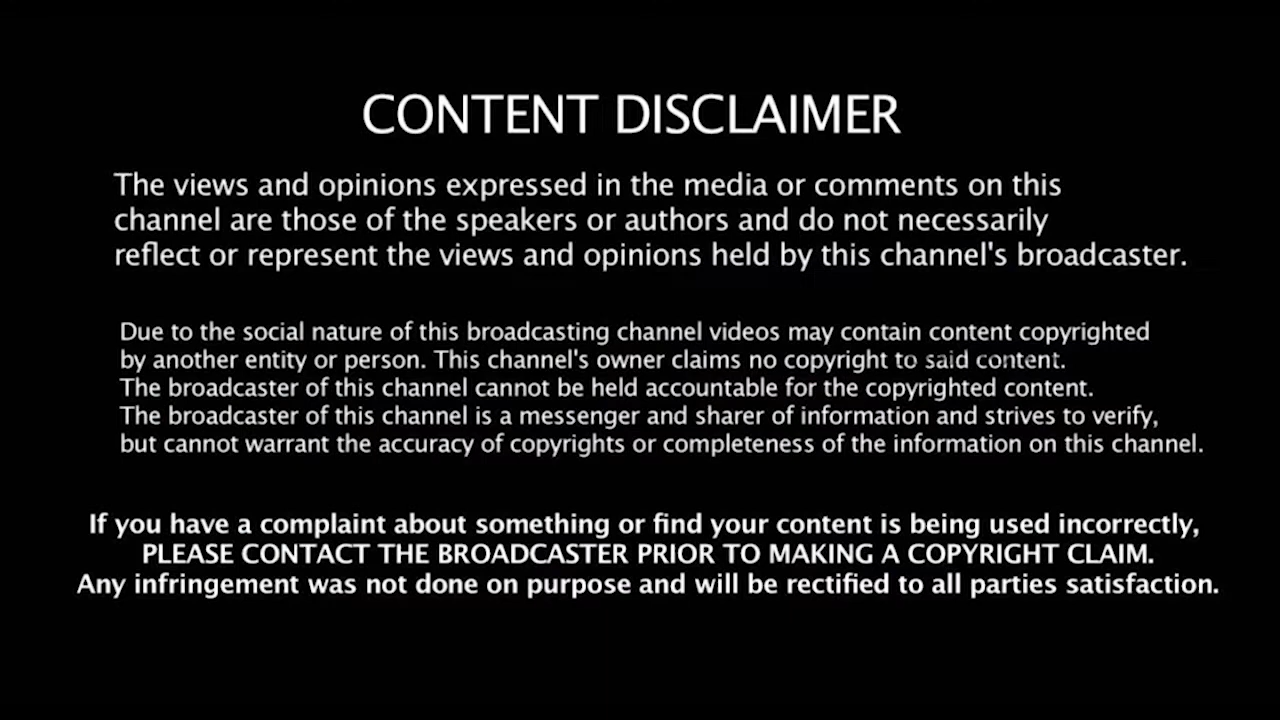 CONTENT DISCLAIMER
The views and opinions expressed in the media or comments on this
channel are those of the speakers or authors and do not necessarily
reflect or represent the views and opinions held by this channel's broadcaster.
Due to the social nature of this broadcasting channel videos may contain content copyrighted
by another entity or person. This channel's owner claims no copyright to said content.
The broadcaster of this channel cannot be held accountable for the copyrighted content.
The broadcaster of this channel is a messenger and sharer of information and strives to verify,
but cannot warrant the accuracy of copyrights or completeness of the information on this channel.
If you have a complaint about something or find your content is being used incorrectly,
PLEASE CONTACT THE BROADCASTER PRIOR TO MAKING A COPYRIGHT CLAIM.
Any infringement was not done on purpose and will be rectified to all parties satisfaction.